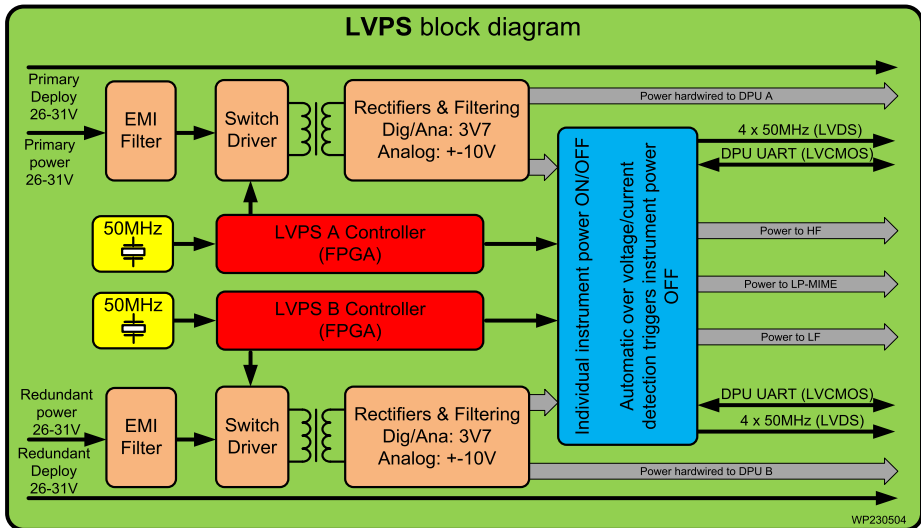 LVPS block diagram
Primary
Deploy
26-31V
Primary
power
26-31V
EMI
Filter
Switch
Driver
Rectifiers & Filtering
Dig/Ana: 3V7
Analog: +-10V
Power hardwired to DPU A
4 x 50MHz (LVDS)
DPU UART (LVCMOS)
50MHz
LVPS A Controller
(FPGA)
Individual instrument power ON/OFF
Automatic over voltage/current
detection triggers instrument power
OFF
Power to HF
Power to LP-MIME
Power to LF
50MHz
LVPS B Controller
(FPGA)
Redundant
power
26-31V
Redundant
Deploy
26-31V
EMI
Filter
Switch
Driver
Rectifiers & Filtering
Dig/Ana: 3V7
Analog: +-10V
DPU UART (LVCMOS)
4 x 50MHz (LVDS)
Power hardwired to DPU B
WP230504